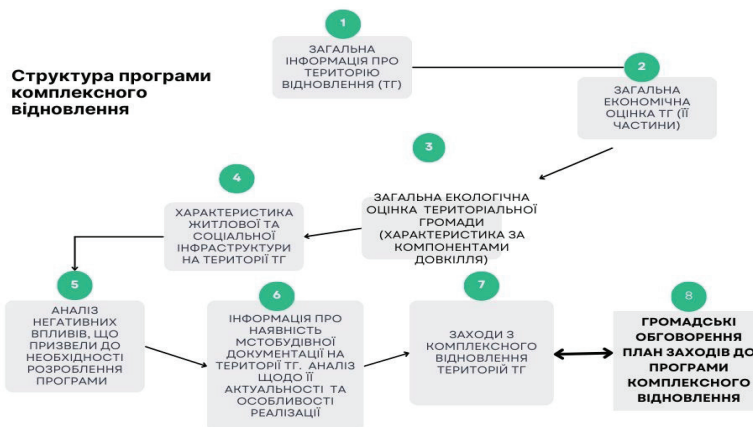 Структура програми
комплексного
відновлення
1
ЗАГАЛЬНА
ІНФОРМАЦІЯ ПРО
ТЕРИТОРІЮ
ВІДНОВЛЕННЯ (ТГ)
2
ЗАГАЛЬНА
ЕКОНОМІЧНА
ОЦІНКА ТГ (ЇЇ
ЧАСТИНИ)
3
ЗАГАЛЬНА ЕКОЛОГІЧНА
ОЦІНКА ТЕРИТОРІАЛЬНОЇ
ГРОМАДИ
(ХАРАКТЕРИСТИКА ЗА
КОМПОНЕНТАМИ
ДОВКІЛЛЯ)
4
ХАРАКТЕРИСТИКА
ЖИТЛОВОЇ ТА
СОЦІАЛЬНОЇ
ІНФРАСТРУКТУРИ
НА ТЕРИТОРІЇ ТГ
5
АНАЛІЗ
НЕГАТИВНИХ
ВПЛИВІВ, ЩО
ПРИЗВЕЛИ ДО
НЕОБХІДНОСТІ
РОЗРОБЛЕННЯ
ПРОГРАМИ
6
ІНФОРМАЦІЯ ПРО
НАЯВНІСТЬ
МСТОБУДІВНОЇ
ДОКУМЕНТАЦІЇ НА
ТЕРИТОРІЇ ТГ. АНАЛІЗ
ЩОДО ЇЇ
АКТУАЛЬНОСТІ ТА
ОСОБЛИВОСТІ
РЕАЛІЗАЦІЇ
7
ЗАХОДИ З
КОМПЛЕКСНОГО
ВІДНОВЛЕННЯ
ТЕРИТОРІЙ ТГ
8
ГРОМАДСЬКІ
ОБГОВОРЕННЯ
ПЛАН ЗАХОДІВ ДО
ПРОГРАМИ
КОМПЛЕКСНОГО
ВІДНОВЛЕННЯ